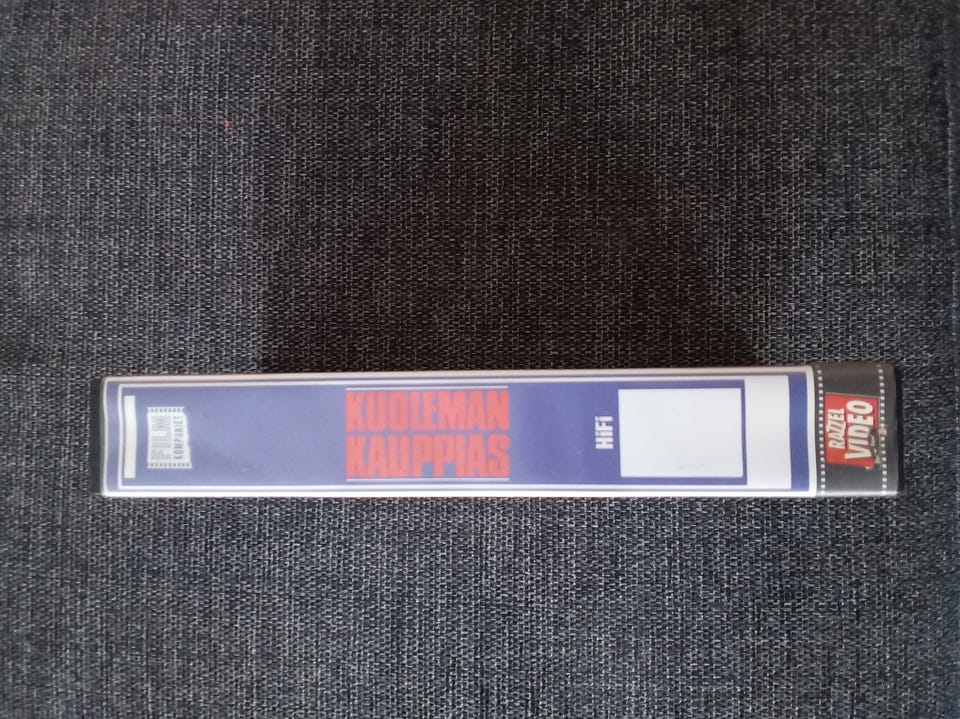 FILM
KOMPANIET
KUOLEMAN
KAUPPIAS
HiFi
RAZZEL
VIDEO